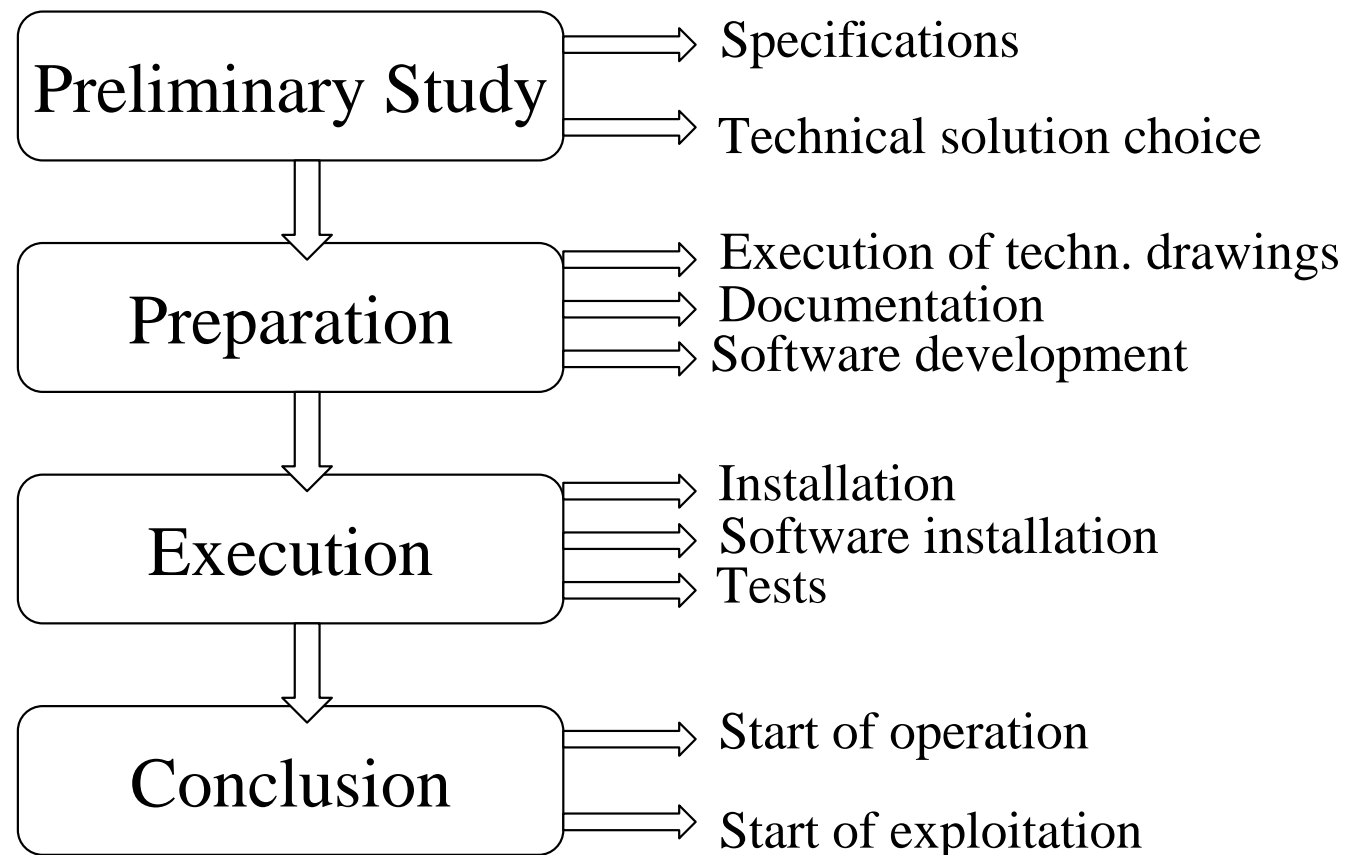 Preliminary Study
Specifications
Technical solution choice
Preparation
Execution of techn. drawings
Documentation
Software development
Execution
Installation
Software installation
Tests
Conclusion
Start of operation
Start of exploitation